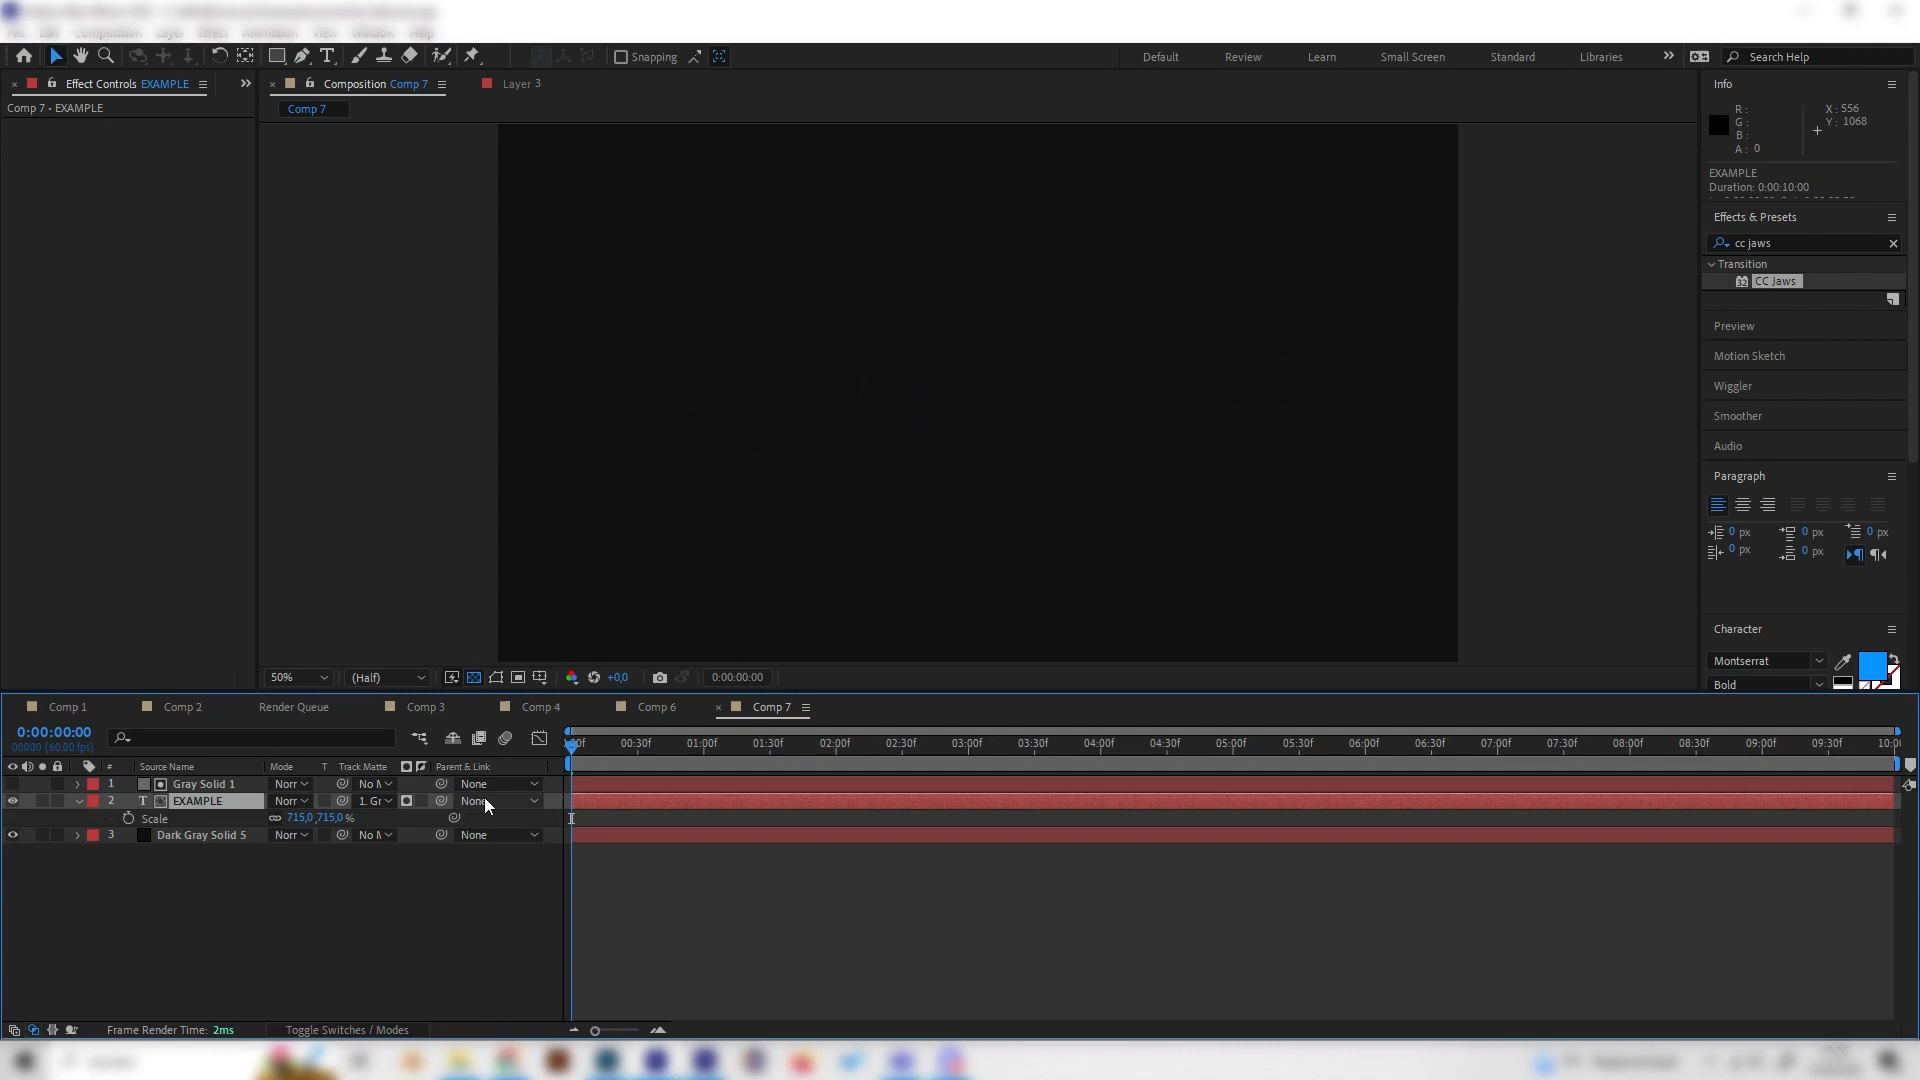 Composition
Layer
Effect
Animation
View
Window
Help
Snapping
Default
Review
Learn
Small Screen
Standard
Libraries
Search Help
Effect Controls EXAMPLE
Composition Comp 7
Layer 3
Info
Comp 7 • EXAMPLE
Comp 7
R :
G :
B :
A : 0
X : 556
Y : 1068
EXAMPLE
Duration: 0:00:10:00
Effects & Presets
cc jaws
Transition
32
CC Jaws
Preview
Motion Sketch
Wiggler
Smoother
Audio
Paragraph
0 px
0 px
0 px
0 px
0 px
Character
Montserrat
Bold
50%
(Half)
+0,0
0:00:00:00
Comp 1
Comp 2
Render Queue
Comp 3
Comp 4
Comp 6
Comp 7
0:00:00:00
00000 (60.00 fps)
00:30f
01:00f
01:30f
02:00f
02:30f
03:00f
03:30f
04:00f
04:30f
05:00f
05:30f
06:00f
06:30f
07:00f
07:30f
08:00f
08:30f
09:00f
09:30f
# Source Name Mode T Track Matte Parent & Link
1 Gray Solid 1 Norr No M None
2 T EXAMPLE Norr 1. Gr None
Scale 715,0 ,715,0 %
3 Dark Gray Solid 5 Norr No M None
Frame Render Time: 2ms
Toggle Switches / Modes